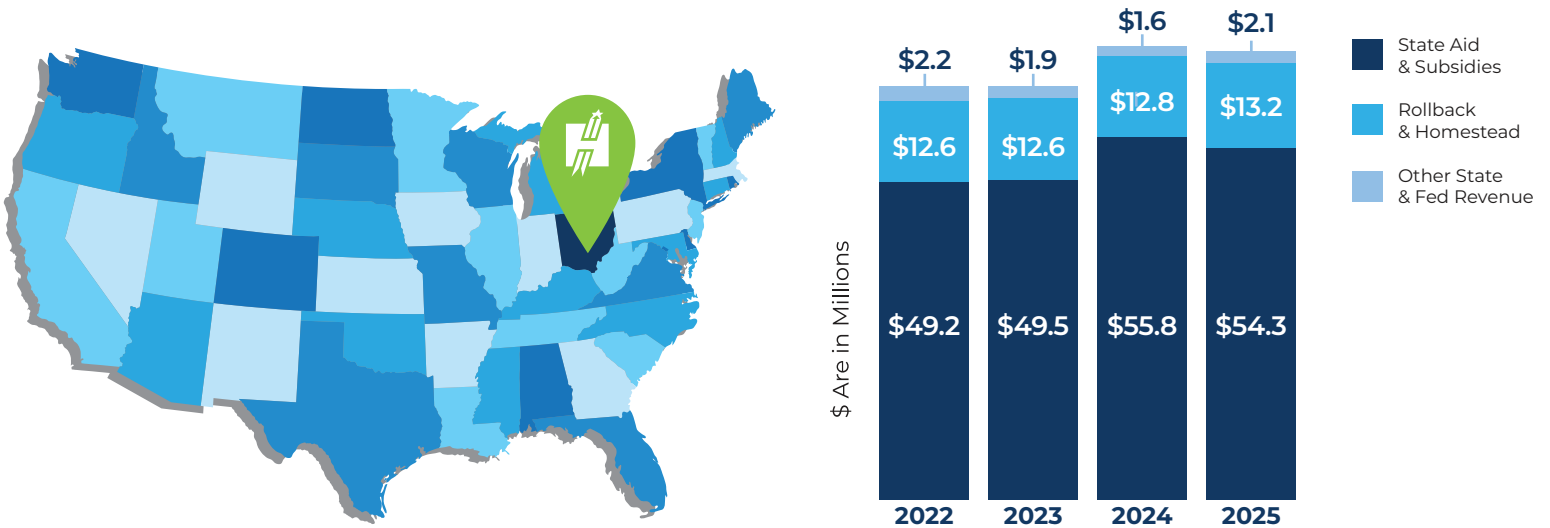 $2.2
$1.9
$1.6
$2.1
$12.6
$12.6
$12.8
$13.2
$49.2
$49.5
$55.8
$54.3
$ Are in Millions
2022
2023
2024
2025
State Aid
& Subsidies
Rollback
& Homestead
Other State
& Fed Revenue